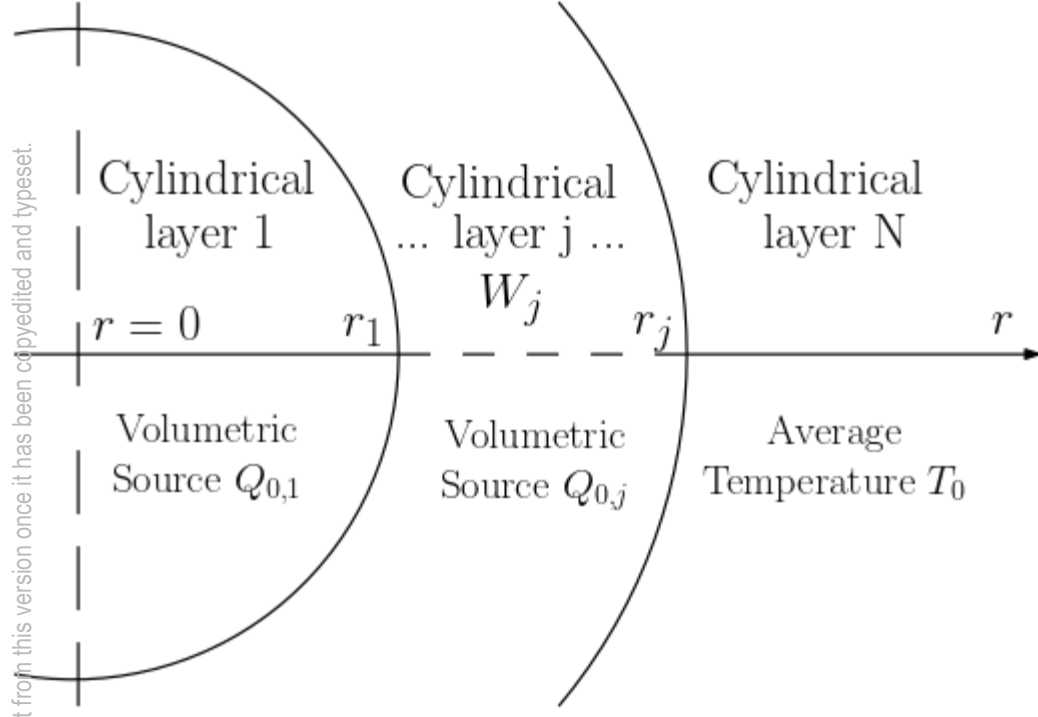 Cylindrical
layer 1
Cylindrical
... layer j ...
W_j
Cylindrical
layer N
r = 0
r_1
r_j
r
Volumetric
Source Q_{0,1}
Volumetric
Source Q_{0,j}
Average
Temperature T_0
t from this version once it has been copyedited and typeset.